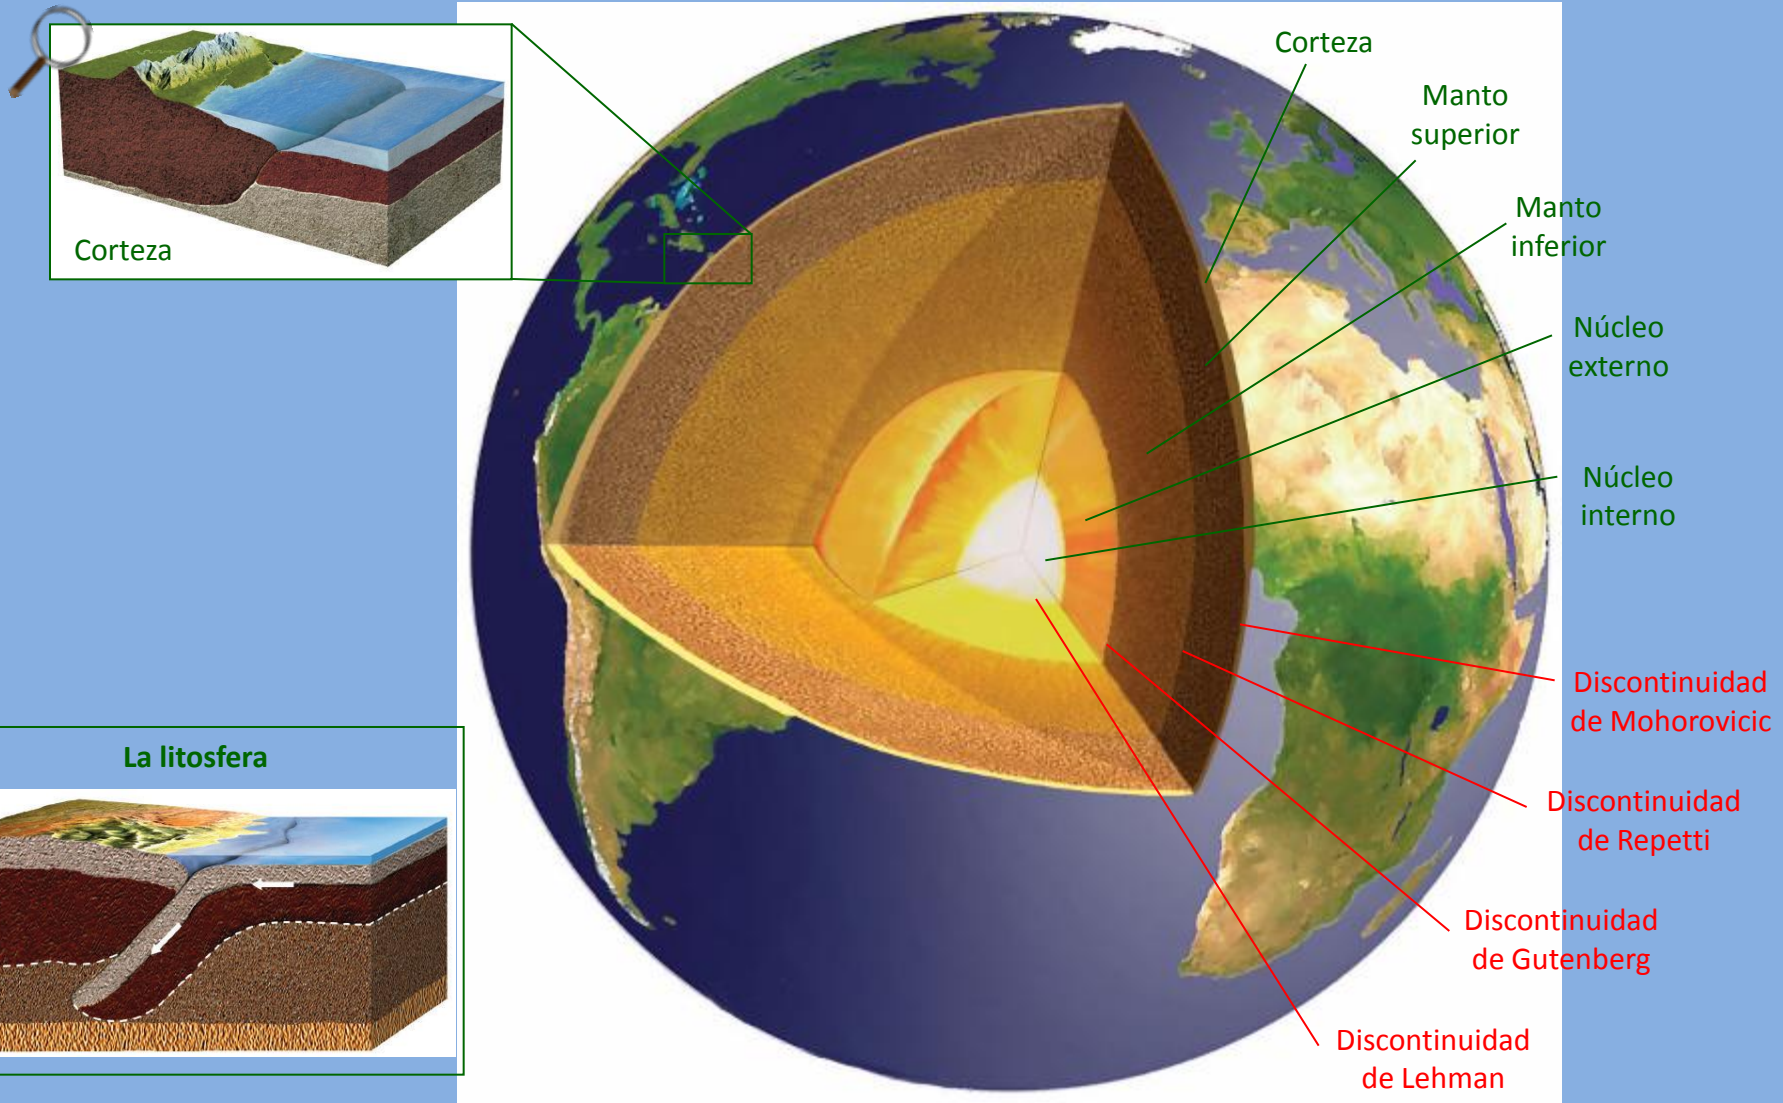 Corteza
Corteza
Manto
superior
Manto
inferior
Núcleo
externo
Núcleo
interno
Discontinuidad
de Mohorovicic
La litosfera
Discontinuidad
de Repetti
Discontinuidad
de Gutenberg
Discontinuidad
de Lehman